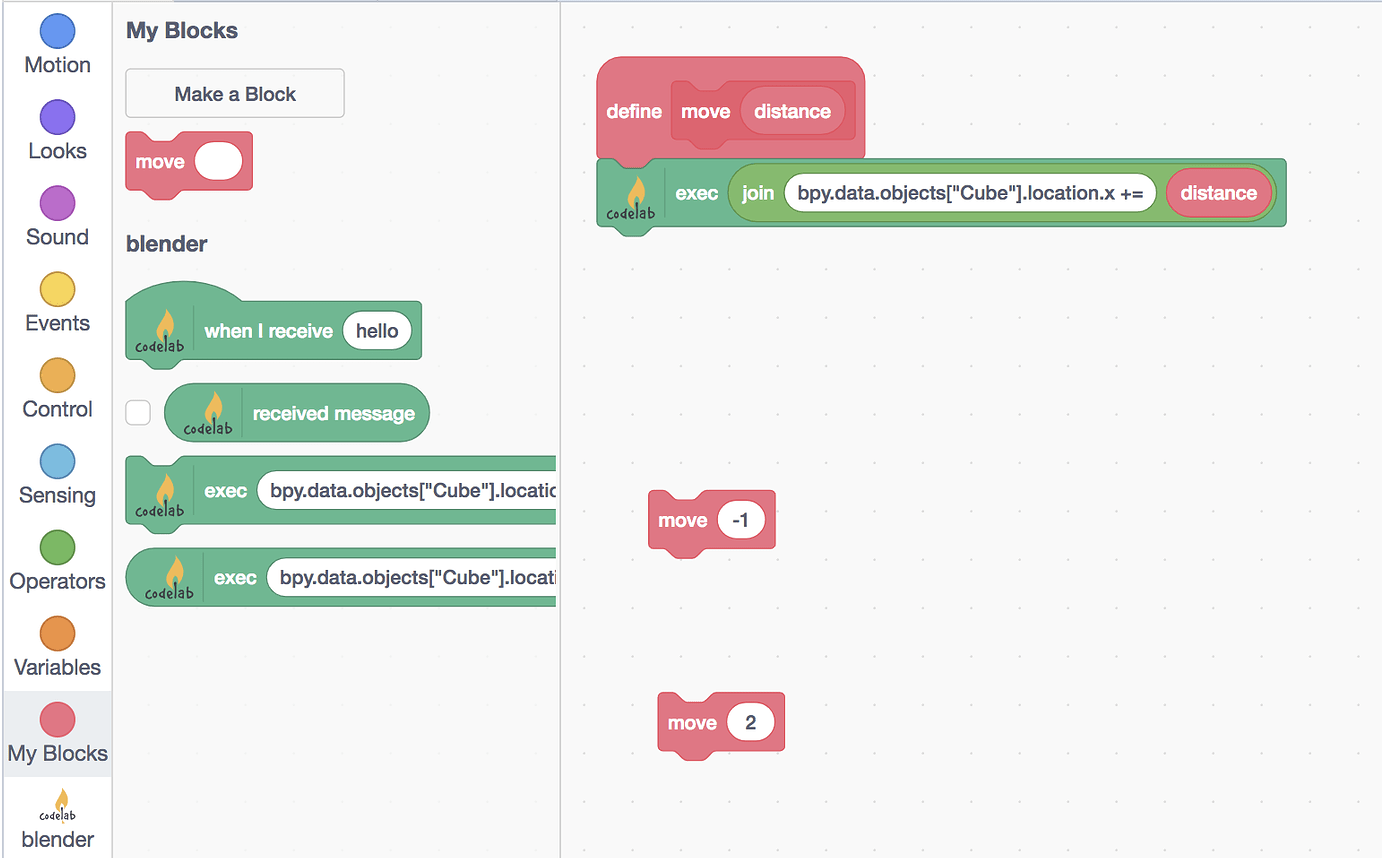 Motion
Looks
Sound
Events
Control
Sensing
Operators
Variables
My Blocks
codelab
blender
My Blocks
Make a Block
move
blender
codelab when I receive hello
codelab received message
codelab exec bpy.data.objects["Cube"].locatio
codelab exec bpy.data.objects["Cube"].locati
define move distance
codelab exec join bpy.data.objects["Cube"].location.x += distance
move -1
move 2